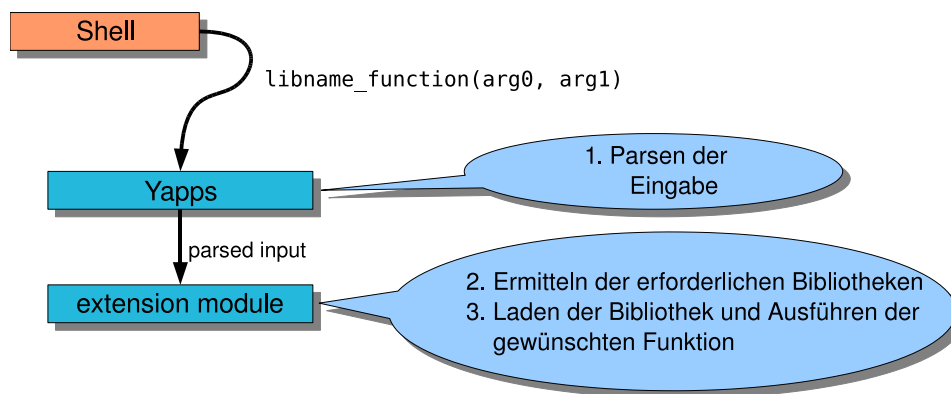 Shell
libname_function(arg0, arg1)
1. Parsen der
Eingabe
Yapps
parsed input
2. Ermitteln der erforderlichen Bibliotheken
extension module
3. Laden der Bibliothek und Ausführen der
gewünschten Funktion